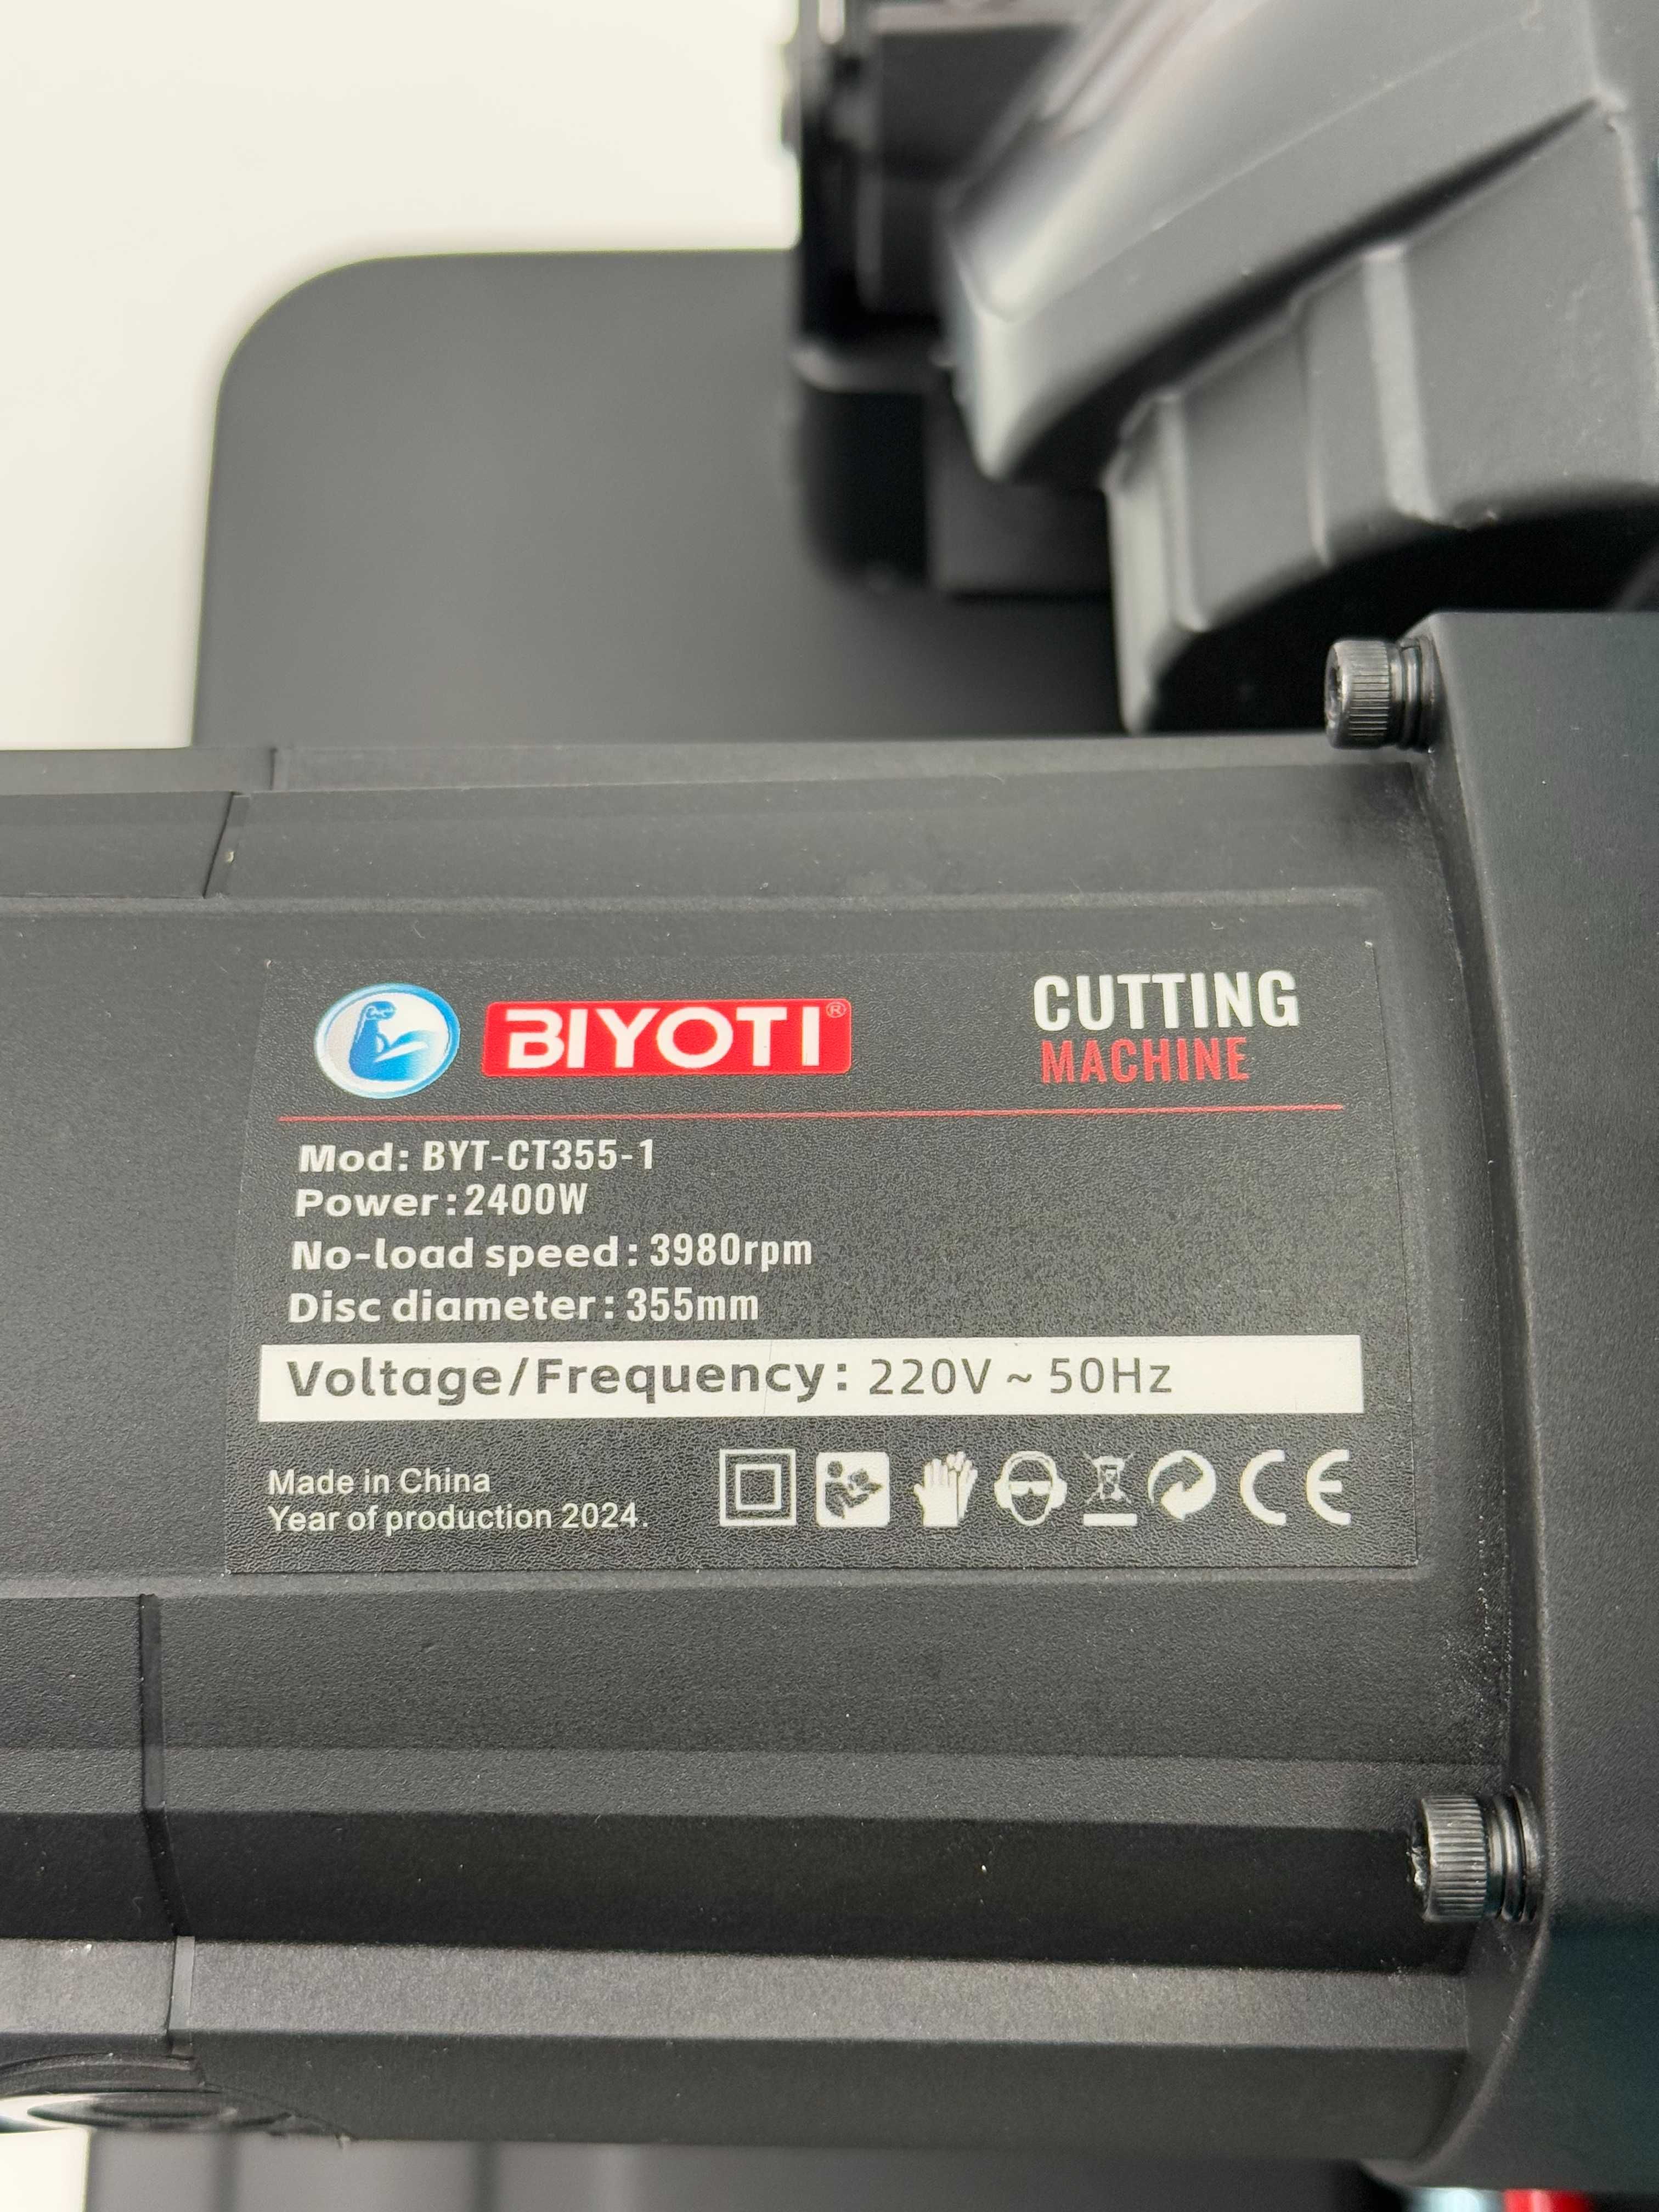 BIYOTI®
CUTTING
MACHINE
Mod: BYT-CT355-1
Power: 2400W
No-load speed: 3980rpm
Disc diameter: 355mm
Voltage/Frequency: 220V ~ 50Hz
Made in China
Year of production 2024.
CE